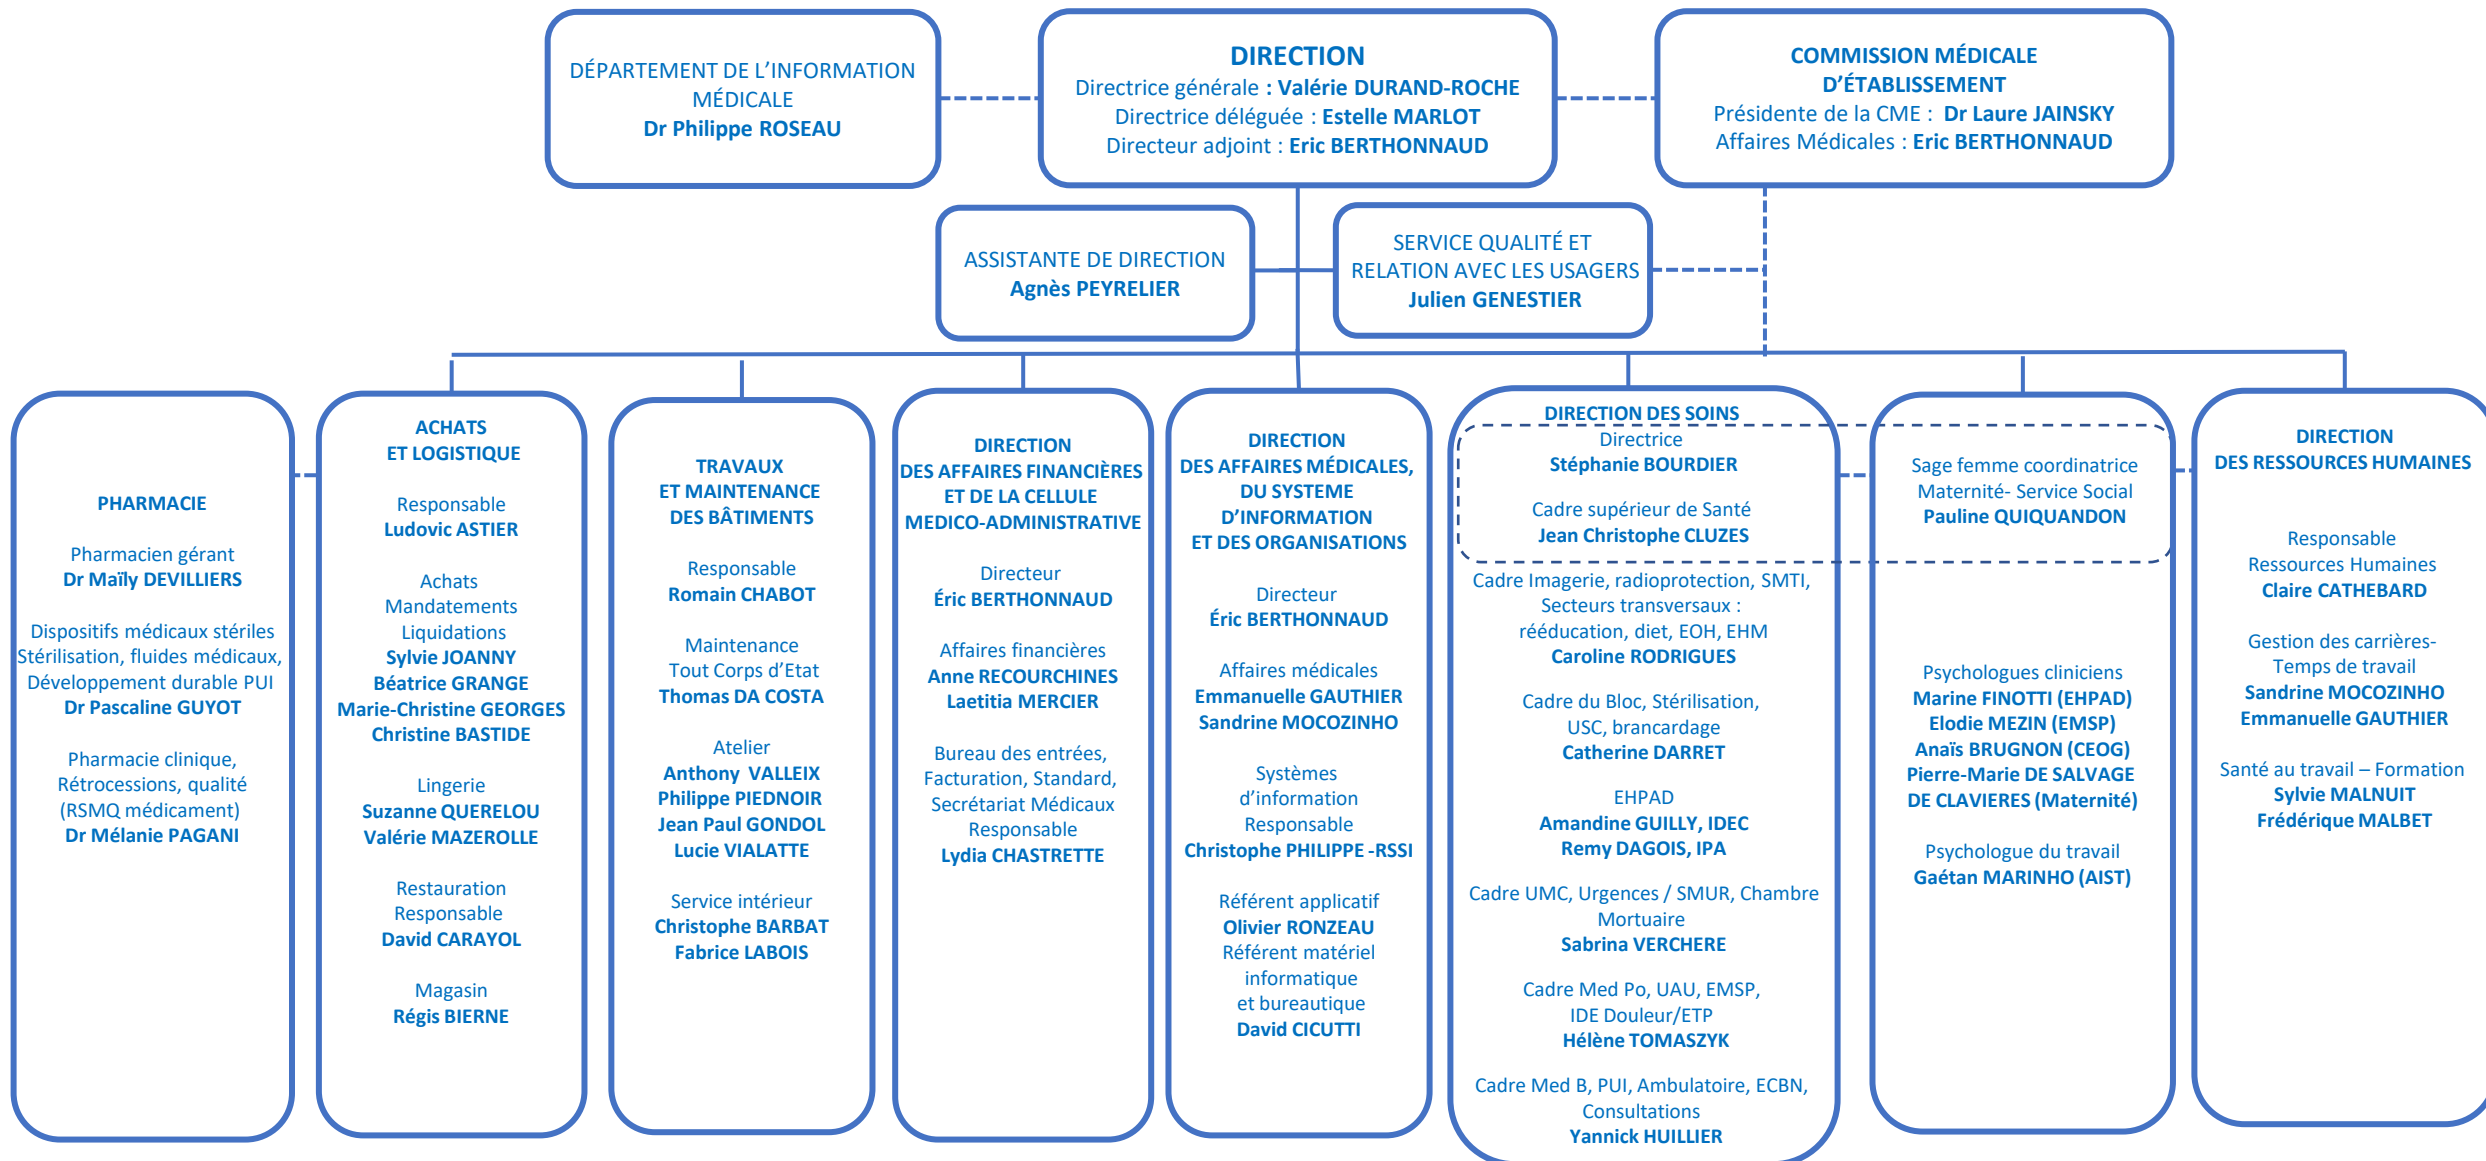 DÉPARTEMENT DE L'INFORMATION
MÉDICALE
Dr Philippe ROSEAU
DIRECTION
Directrice générale : Valérie DURAND-ROCHE
Directrice déléguée : Estelle MARLOT
Directeur adjoint : Eric BERTHONNAUD
COMMISSION MÉDICALE
D'ÉTABLISSEMENT
Présidente de la CME : Dr Laure JAINSKY
Affaires Médicales : Eric BERTHONNAUD
ASSISTANTE DE DIRECTION
Agnès PEYRELIER
SERVICE QUALITÉ ET
RELATION AVEC LES USAGERS
Julien GENESTIER
PHARMACIE
Pharmacien gérant
Dr Maïly DEVILLIERS
Dispositifs médicaux stériles
Stérilisation, fluides médicaux,
Développement durable PUI
Dr Pascaline GUYOT
Pharmacie clinique,
Rétrocessions, qualité
(RSMQ médicament)
Dr Mélanie PAGANI
ACHATS
ET LOGISTIQUE
Responsable
Ludovic ASTIER
Achats
Mandatements
Liquidations
Sylvie JOANNY
Béatrice GRANGE
Marie-Christine GEORGES
Christine BASTIDE
Lingerie
Suzanne QUERELOU
Valérie MAZEROLLE
Restauration
Responsable
David CARAYOL
Magasin
Régis BIERNE
TRAVAUX
ET MAINTENANCE
DES BÂTIMENTS
Responsable
Romain CHABOT
Maintenance
Tout Corps d'Etat
Thomas DA COSTA
Atelier
Anthony VALLEIX
Philippe PIEDNOIR
Jean Paul GONDOL
Lucie VIALATTE
Service intérieur
Christophe BARBAT
Fabrice LABOIS
DIRECTION
DES AFFAIRES FINANCIÈRES
ET DE LA CELLULE
MEDICO-ADMINISTRATIVE
Directeur
Éric BERTHONNAUD
Affaires financières
Anne RECOURCHINES
Laetitia MERCIER
Bureau des entrées,
Facturation, Standard,
Secrétariat Médicaux
Responsable
Lydia CHASTRETTE
DIRECTION
DES AFFAIRES MÉDICALES,
DU SYSTEME
D'INFORMATION
ET DES ORGANISATIONS
Directeur
Éric BERTHONNAUD
Affaires médicales
Emmanuelle GAUTHIER
Sandrine MOCOZINHO
Systèmes
d'information
Responsable
Christophe PHILIPPE -RSSI
Référent applicatif
Olivier RONZEAU
Référent matériel
informatique
et bureautique
David CICUTTI
DIRECTION DES SOINS
Directrice
Stéphanie BOURDIER
Cadre supérieur de Santé
Jean Christophe CLUZES
Cadre Imagerie, radioprotection, SMTI,
Secteurs transversaux :
rééducation, diet, EOH, EHM
Caroline RODRIGUES
Cadre du Bloc, Stérilisation,
USC, brancardage
Catherine DARRET
EHPAD
Amandine GUILLY, IDEC
Remy DAGOIS, IPA
Cadre UMC, Urgences / SMUR, Chambre
Mortuaire
Sabrina VERCHERE
Cadre Med Po, UAU, EMSP,
IDE Douleur/ETP
Hélène TOMASZYK
Cadre Med B, PUI, Ambulatoire, ECBN,
Consultations
Yannick HUILLIER
Sage femme coordinatrice
Maternité- Service Social
Pauline QUIQUANDON
Psychologues cliniciens
Marine FINOTTI (EHPAD)
Elodie MEZIN (EMSP)
Anaïs BRUGNON (CEOG)
Pierre-Marie DE SALVAGE
DE CLAVIERES (Maternité)
Psychologue du travail
Gaétan MARINHO (AIST)
DIRECTION
DES RESSOURCES HUMAINES
Responsable
Ressources Humaines
Claire CATHEBARD
Gestion des carrières-
Temps de travail
Sandrine MOCOZINHO
Emmanuelle GAUTHIER
Santé au travail – Formation
Sylvie MALNUIT
Frédérique MALBET